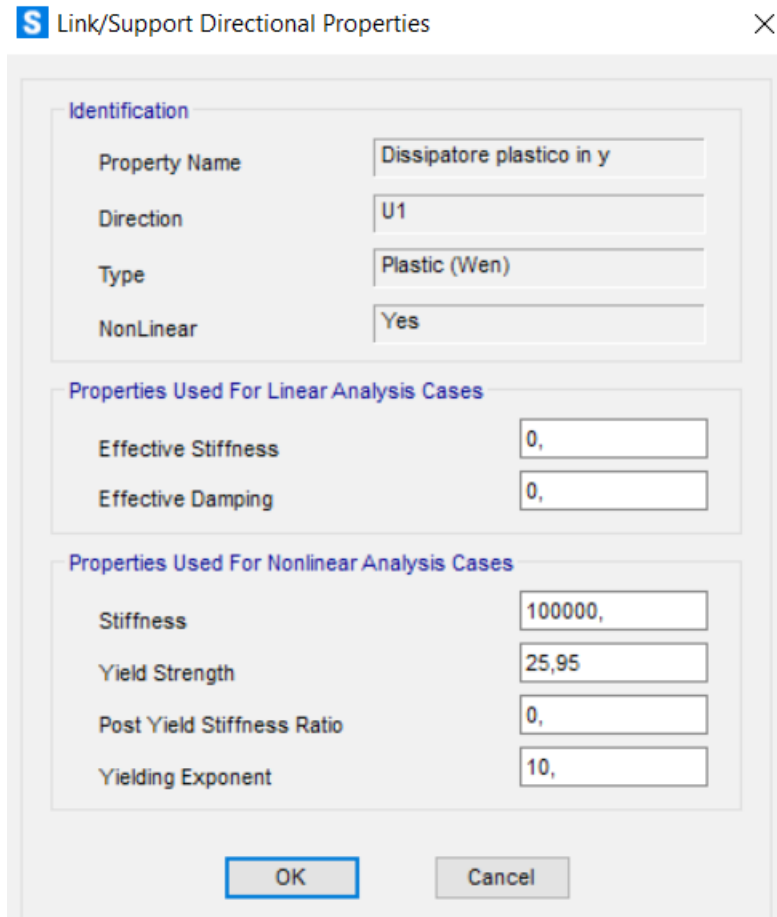 S Link/Support Directional Properties
Identification
Property Name Dissipatore plastico in y
Direction U1
Type Plastic (Wen)
NonLinear Yes
Properties Used For Linear Analysis Cases
Effective Stiffness 0,
Effective Damping 0,
Properties Used For Nonlinear Analysis Cases
Stiffness 100000,
Yield Strength 25,95
Post Yield Stiffness Ratio 0,
Yielding Exponent 10,
OK Cancel